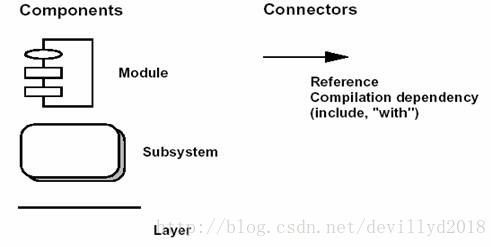 Components
Connectors
Module
Reference
Compilation dependency
(include, "with")
Subsystem
Layer
http://blog.csdn.net/devillyd2018